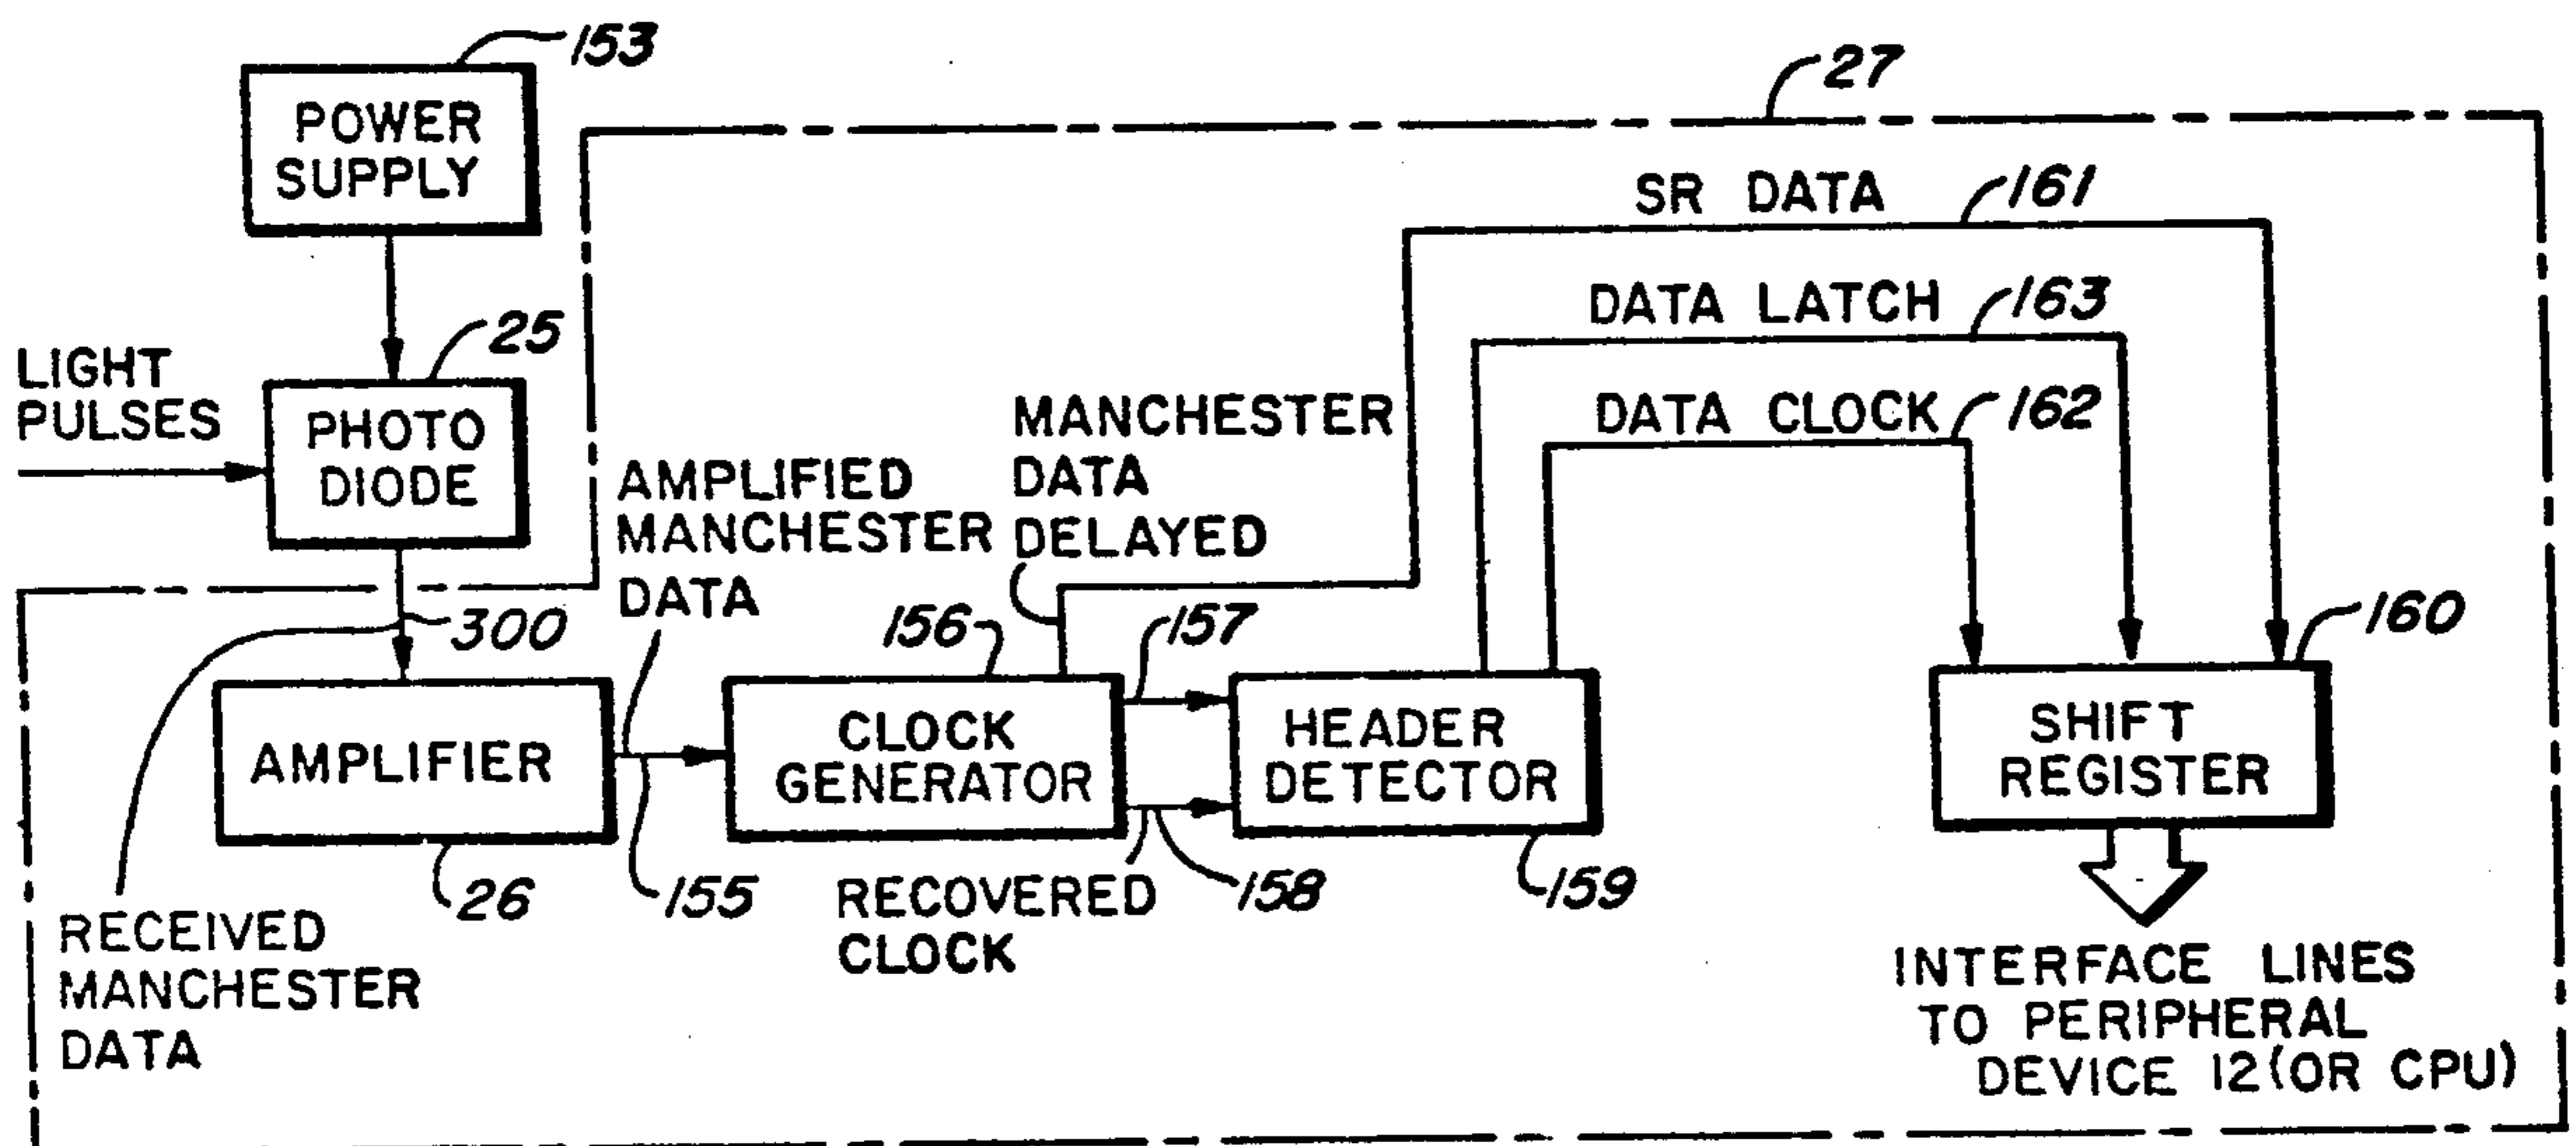 153
POWER
SUPPLY
27
SR DATA
161
DATA LATCH
163
25
LIGHT
PULSES
PHOTO
DIODE
MANCHESTER
DATA
DELAYED
DATA CLOCK
162
AMPLIFIED
MANCHESTER
DATA
300
156
157
160
AMPLIFIER
CLOCK
GENERATOR
HEADER
DETECTOR
SHIFT
REGISTER
26
155
RECOVERED
CLOCK
158
159
RECEIVED
MANCHESTER
DATA
INTERFACE LINES
TO PERIPHERAL
DEVICE 12(OR CPU)